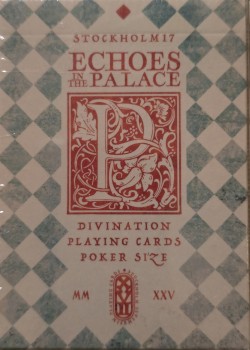 STOCKHOLM17
ECHOES
IN THE PALACE
P
DIVINATION
PLAYING CARDS
POKER SIZE
MM XXV